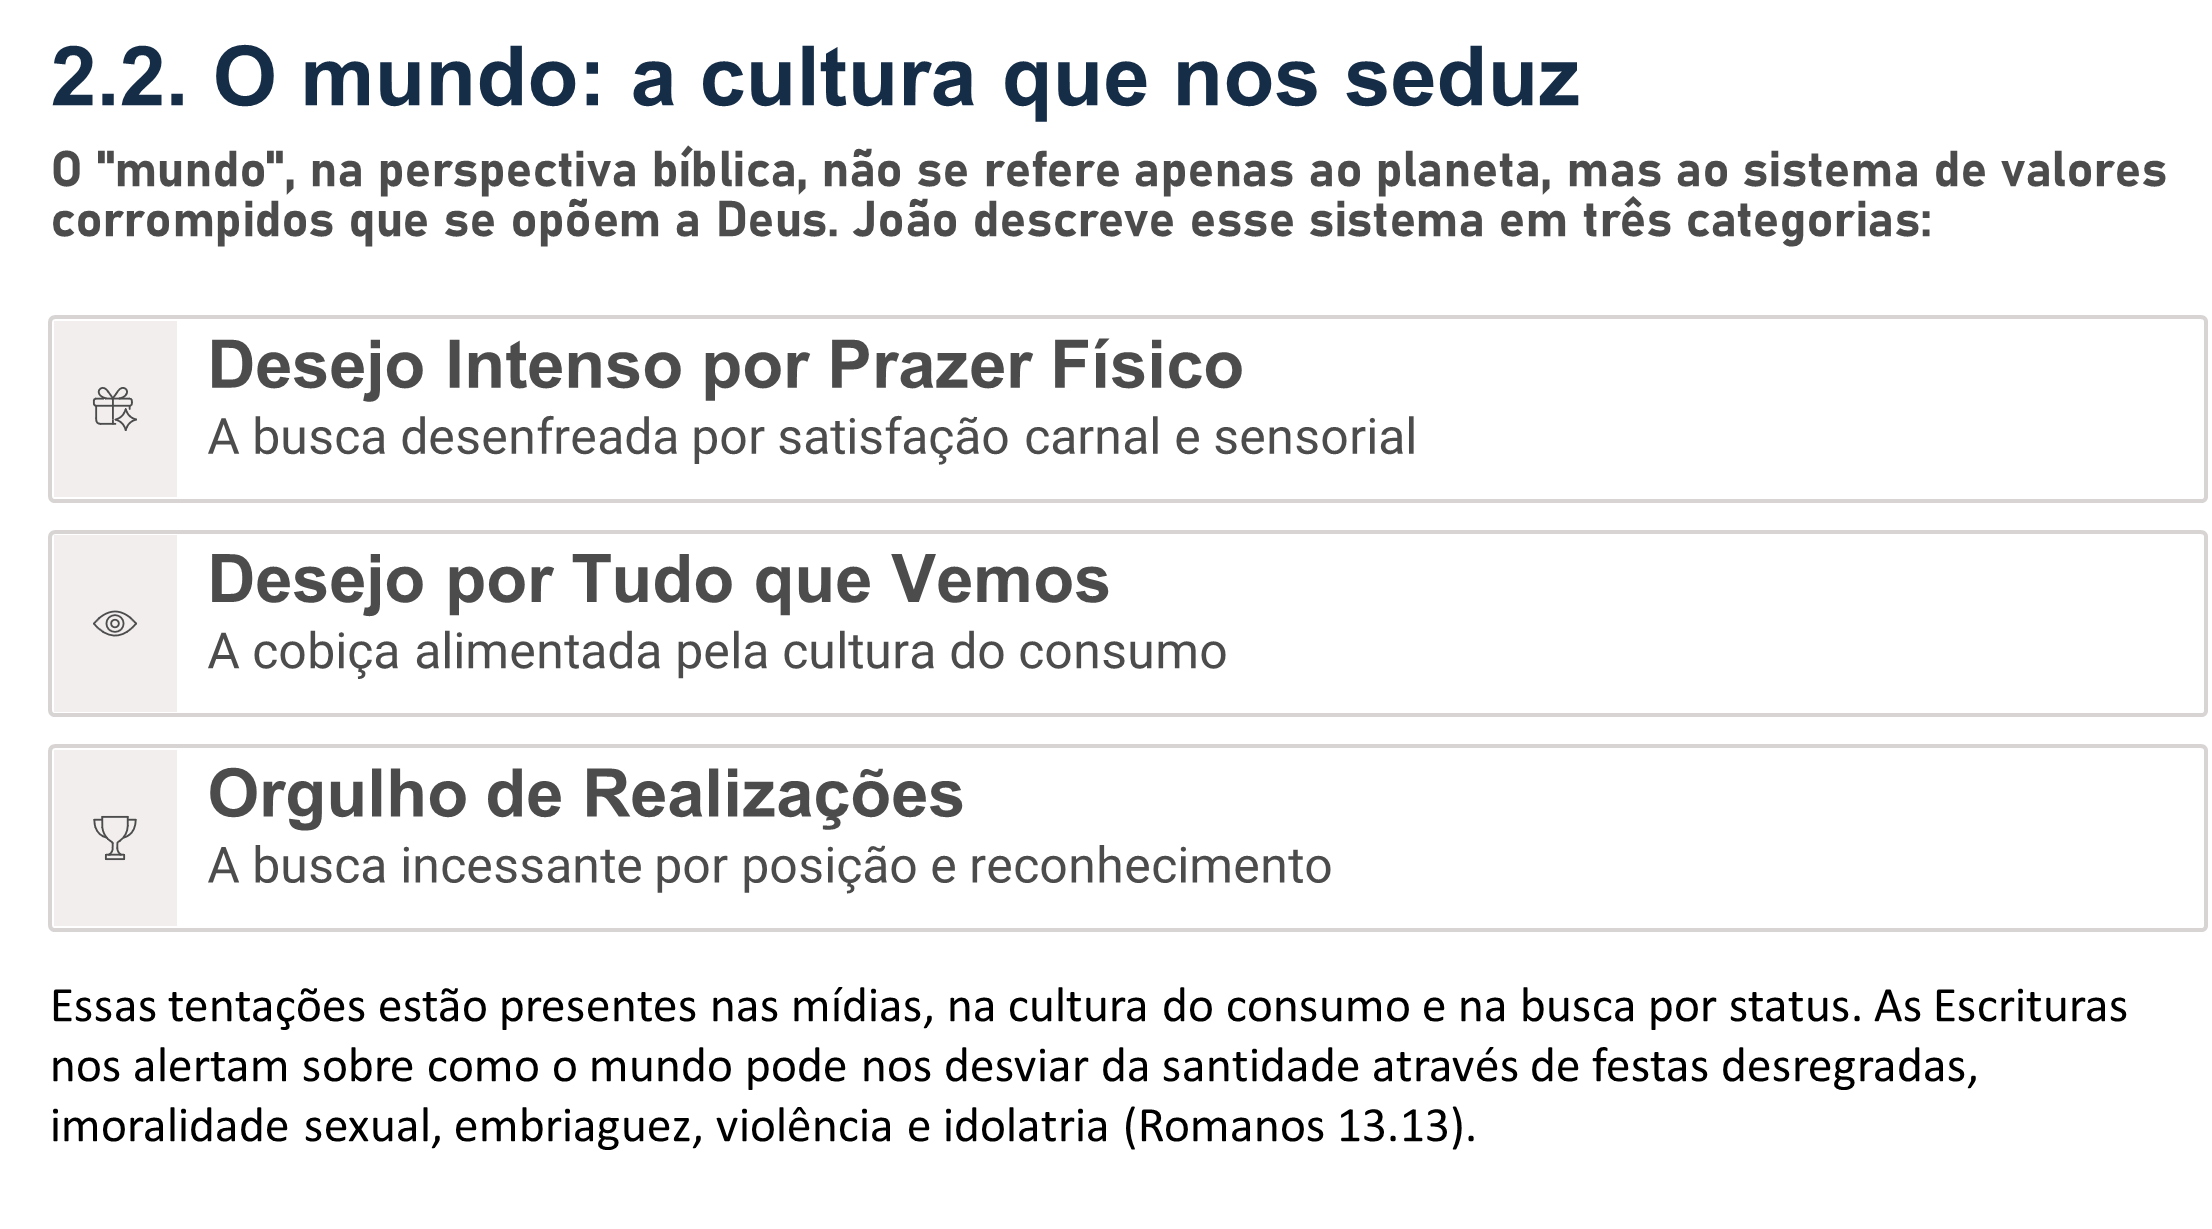 2.2. O mundo: a cultura que nos seduz
O "mundo", na perspectiva bíblica, não se refere apenas ao planeta, mas ao sistema de valores
corrompidos que se opõem a Deus. João descreve esse sistema em três categorias:
Desejo Intenso por Prazer Físico
A busca desenfreada por satisfação carnal e sensorial
Desejo por Tudo que Vemos
A cobiça alimentada pela cultura do consumo
Orgulho de Realizações
A busca incessante por posição e reconhecimento
Essas tentações estão presentes nas mídias, na cultura do consumo e na busca por status. As Escrituras
nos alertam sobre como o mundo pode nos desviar da santidade através de festas desregradas,
imoralidade sexual, embriaguez, violência e idolatria (Romanos 13.13).